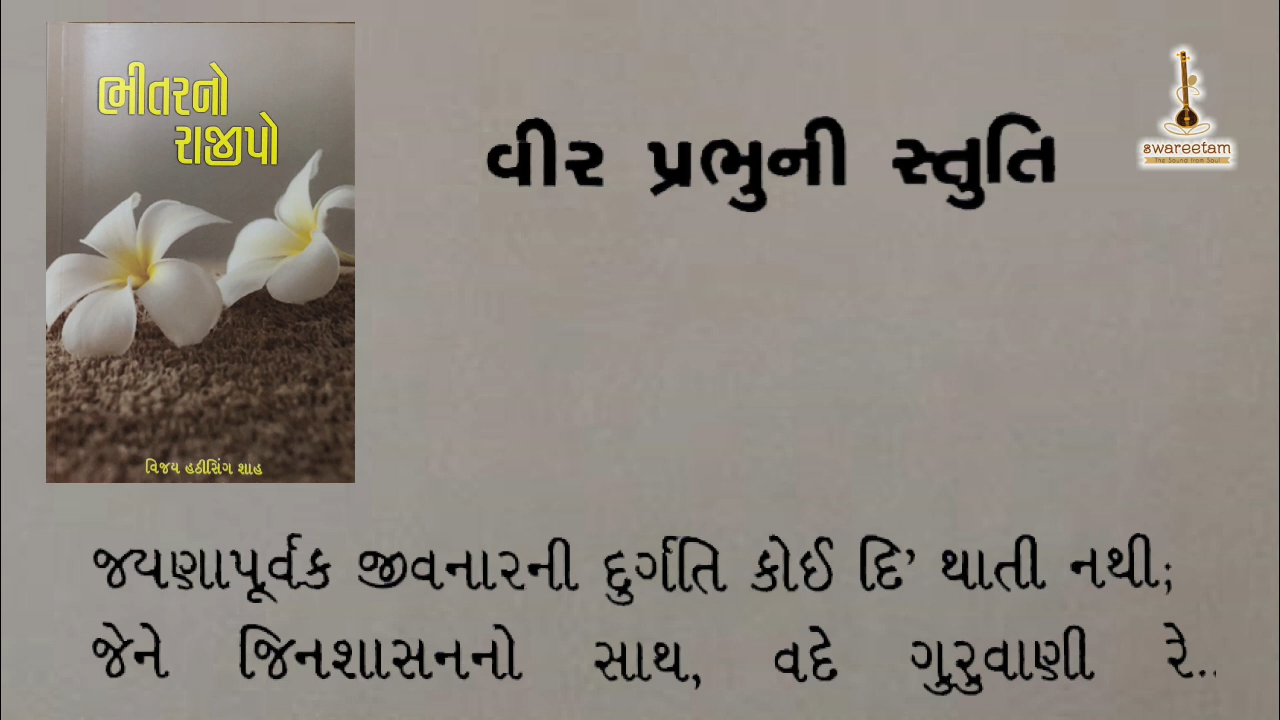 ભીતરનો
રાજીપો
વિજય હઠીસિંગ શાહ
વીર પ્રભુની સ્તુતિ
swareetam
The Sound from Soul
જયણાપૂર્વક જીવનારની દુર્ગતિ કોઈ દિ’ થાતી નથી;
જેને જિનશાસનનો સાથ, વદે ગુરુવાણી રે..